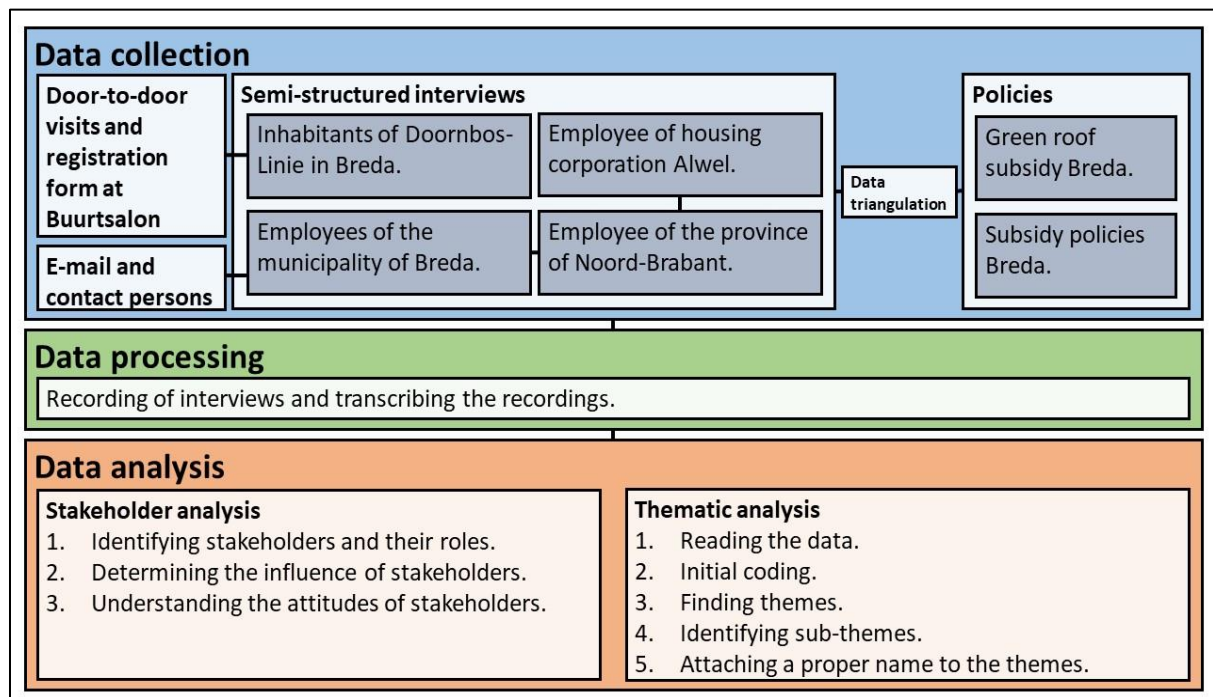 Data collection
Door-to-door
visits and
registration
form at
Buurtsalon
E-mail and
contact persons
Semi-structured interviews
Inhabitants of Doornbos-
Linie in Breda.
Employee of housing
corporation Alwel.
Employees of the
municipality of Breda.
Employee of the province
of Noord-Brabant.
Data
triangulation
Policies
Green roof
subsidy Breda.
Subsidy policies
Breda.
Data processing
Recording of interviews and transcribing the recordings.
Data analysis
Stakeholder analysis
1. Identifying stakeholders and their roles.
2. Determining the influence of stakeholders.
3. Understanding the attitudes of stakeholders.
Thematic analysis
1. Reading the data.
2. Initial coding.
3. Finding themes.
4. Identifying sub-themes.
5. Attaching a proper name to the themes.